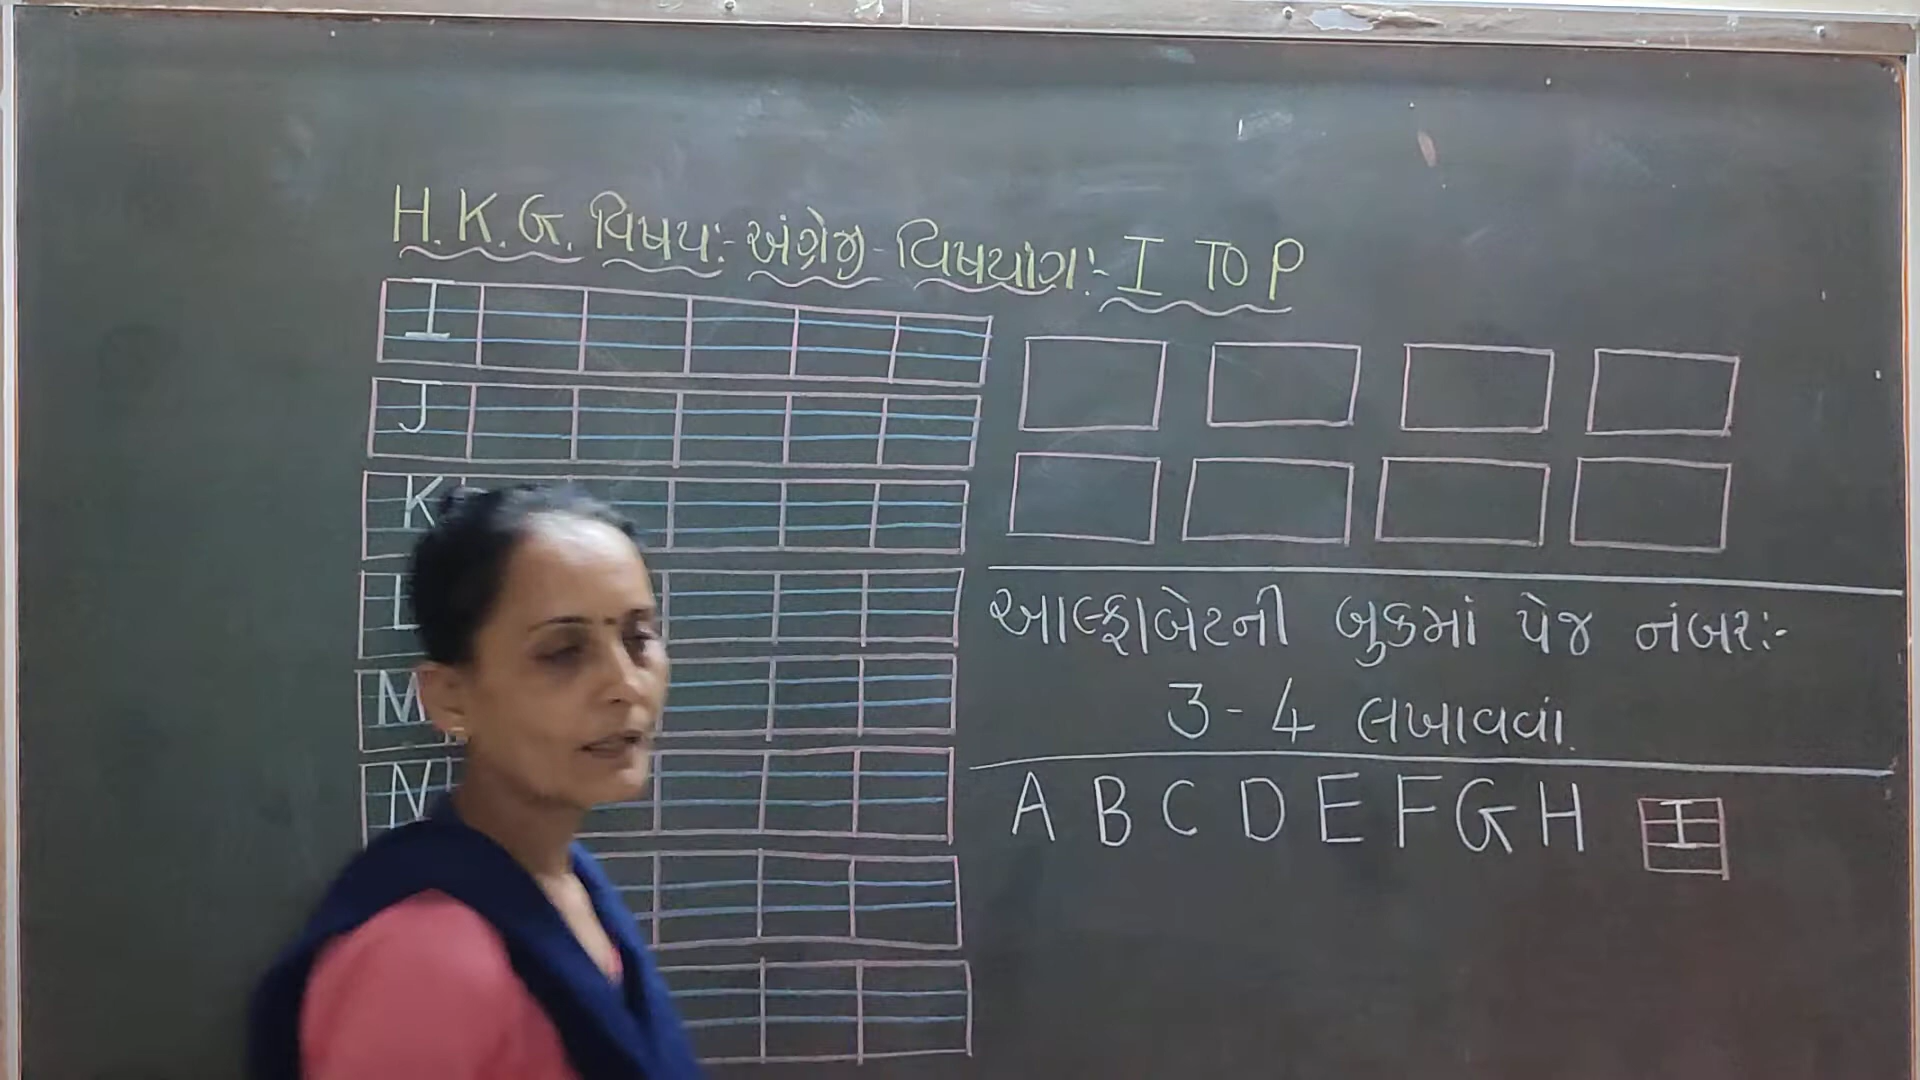 H.K.G. વિષય:- અંગ્રેજી - વિષયાંગ:- I TO P
I
J
K
L
M
N
આલ્ફાબેટની બુકમાં પેજ નંબર:-
3-4 લખાવવાં.
A B C D E F G H I